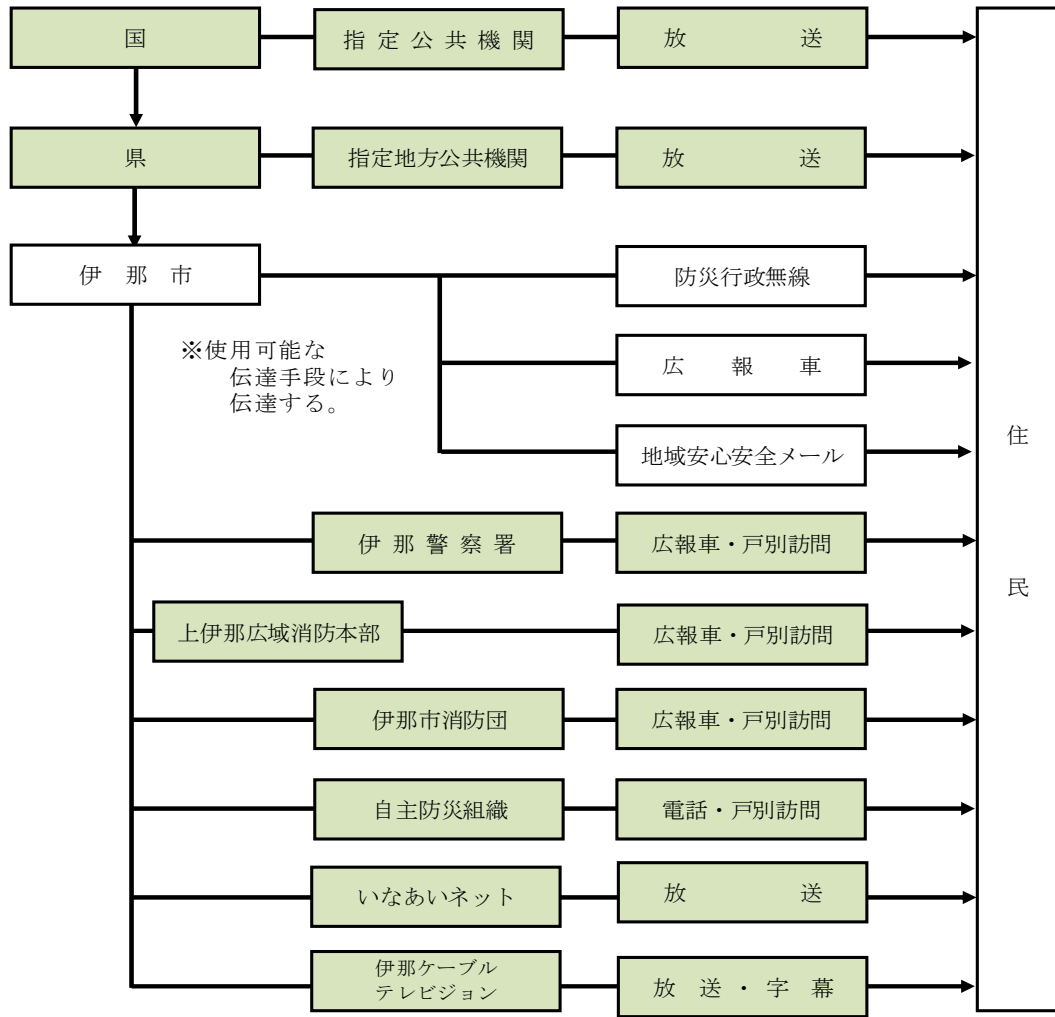 国
指定公共機関
放送
県
指定地方公共機関
放送
伊那市
防災行政無線
※使用可能な
伝達手段により
伝達する。
広報車
地域安心安全メール
住民
伊那警察署
広報車・戸別訪問
上伊那広域消防本部
広報車・戸別訪問
伊那市消防団
広報車・戸別訪問
自主防災組織
電話・戸別訪問
いなあいネット
放送
伊那ケーブル
テレビジョン
放送・字幕